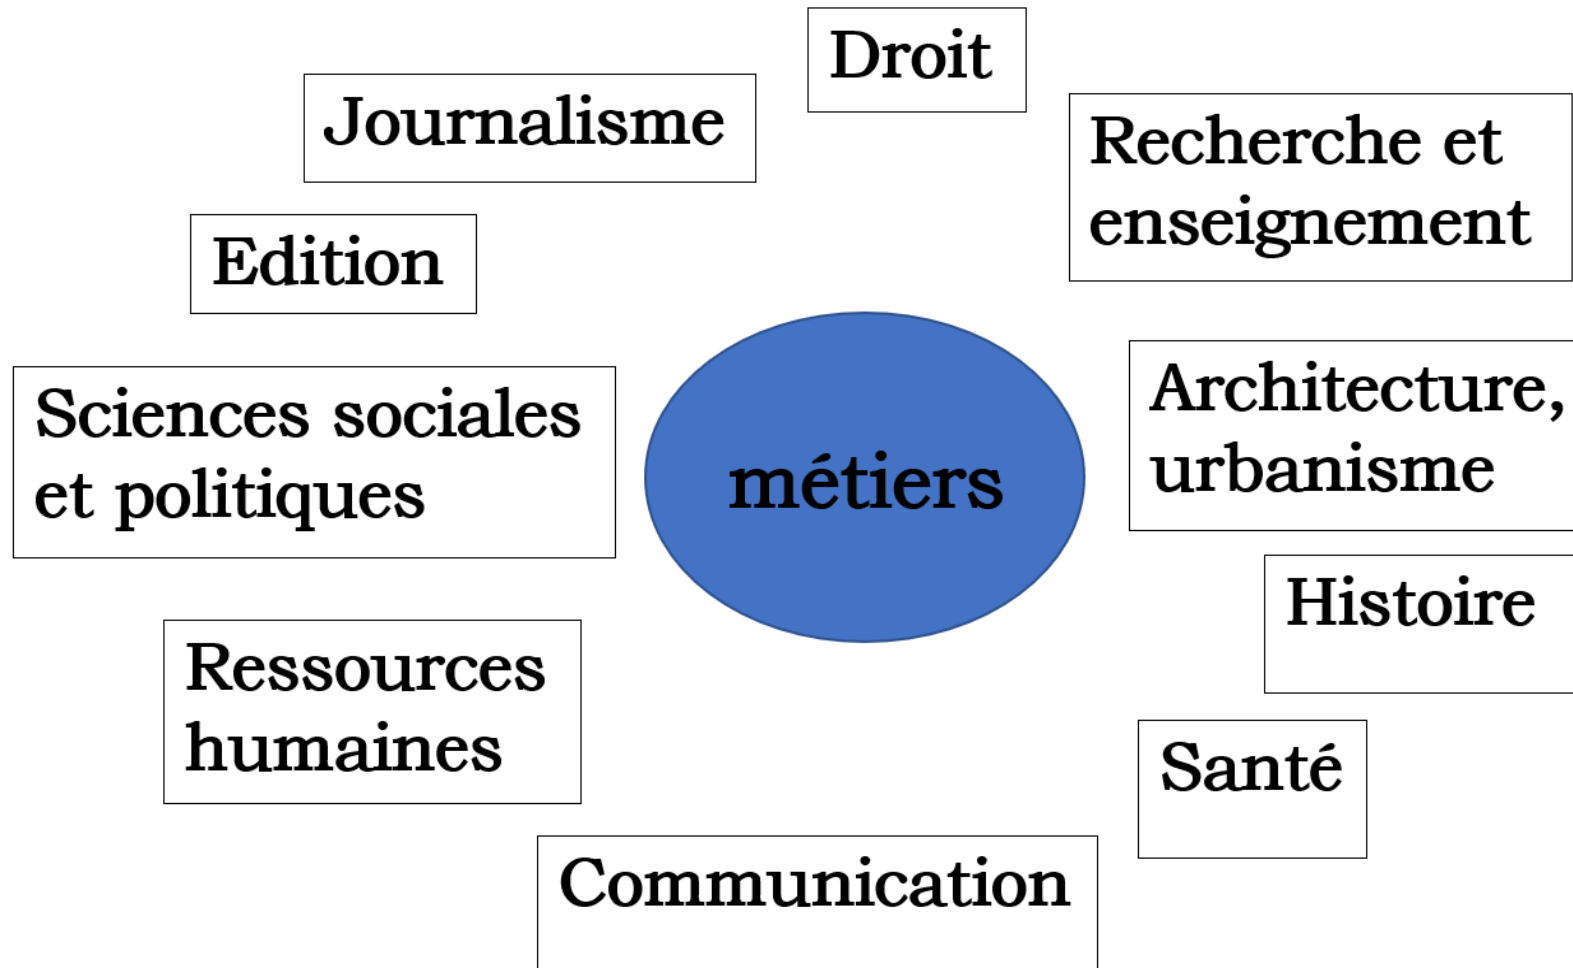 Droit
Journalisme
Recherche et
enseignement
Edition
Architecture,
urbanisme
Sciences sociales
et politiques
métiers
Histoire
Ressources
humaines
Santé
Communication